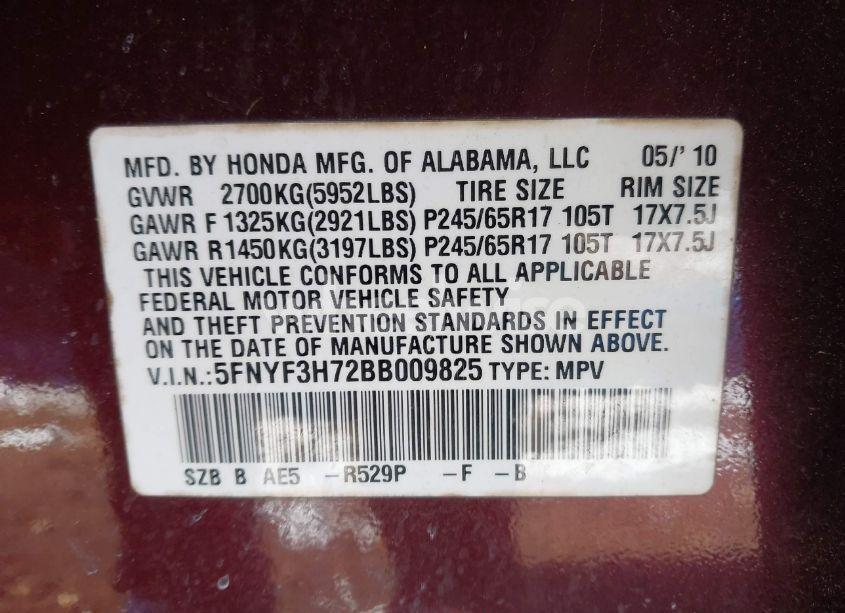 MFD. BY HONDA MFG. OF ALABAMA, LLC 05/' 10
GVWR 2700KG(5952LBS) TIRE SIZE RIM SIZE
GAWR F 1325KG(2921LBS) P245/65R17 105T 17X7.5J
GAWR R1450KG(3197LBS) P245/65R17 105T 17X7.5J
THIS VEHICLE CONFORMS TO ALL APPLICABLE
FEDERAL MOTOR VEHICLE SAFETY
AND THEFT PREVENTION STANDARDS IN EFFECT
ON THE DATE OF MANUFACTURE SHOWN ABOVE.
V.I.N.:5FNYF3H72BB009825 TYPE: MPV
SZB B AE5 -R529P -F -B